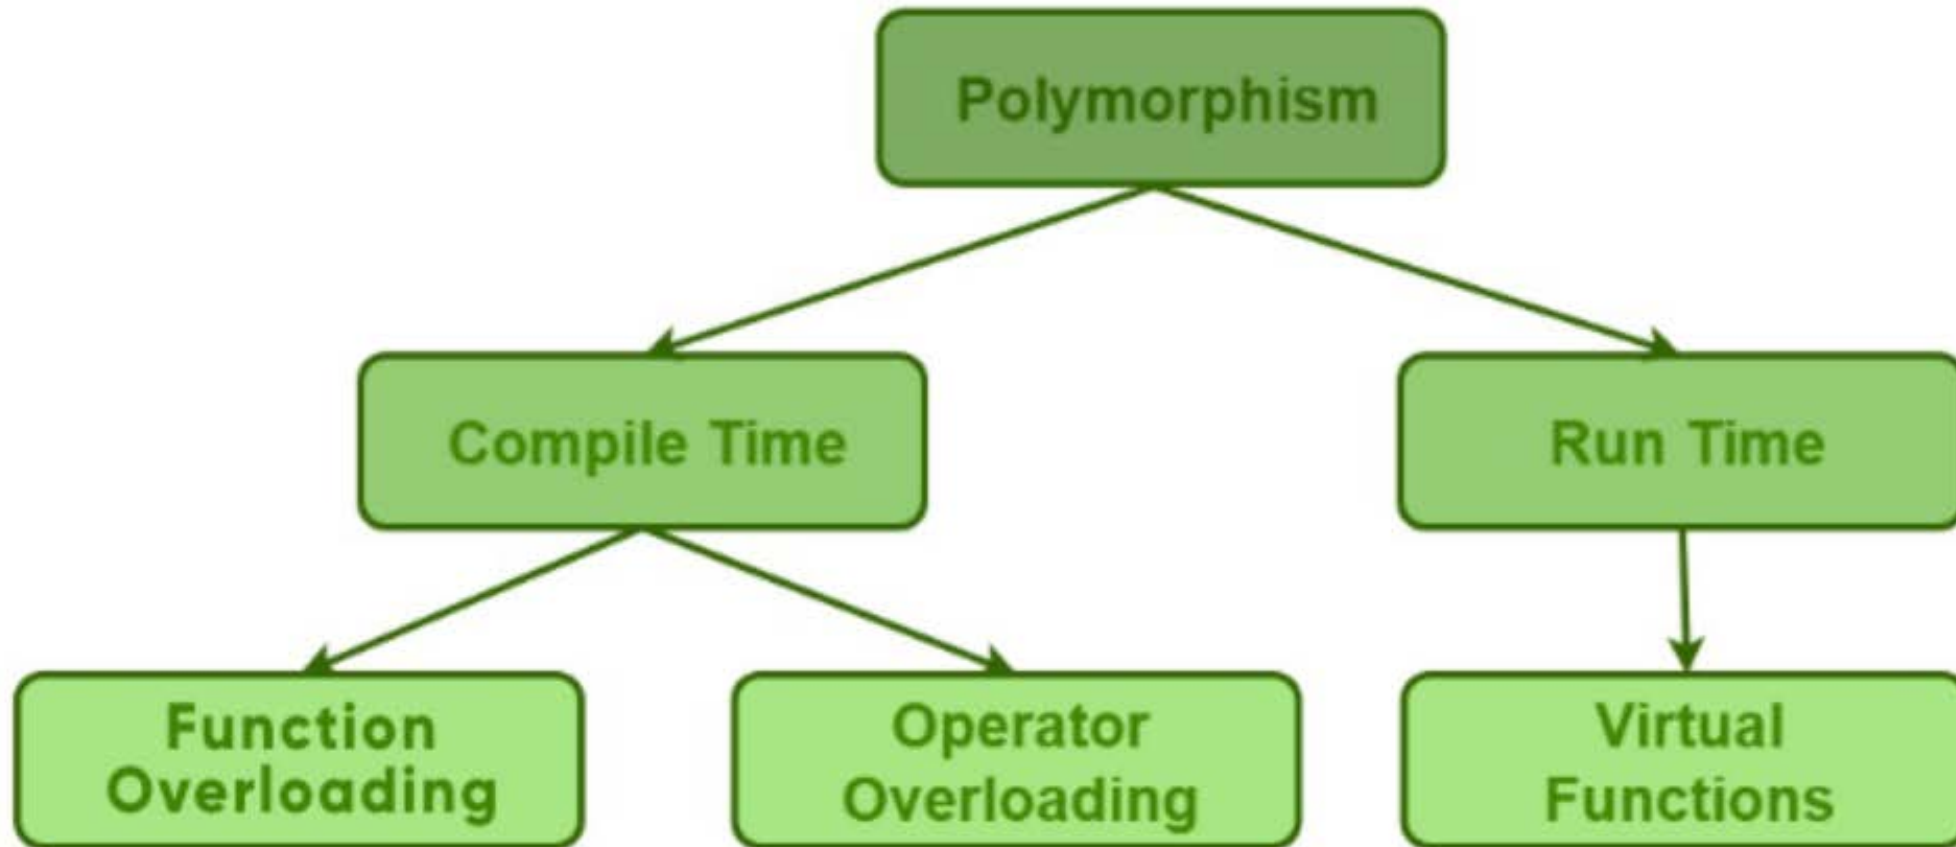 Polymorphism
Compile Time
Run Time
Function
Overloading
Operator
Overloading
Virtual
Functions